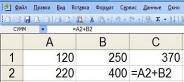 Файл Правка Вид Вставка Формат Сервис Данные Окно
СУММ =A2+B2
A B C
1 120 250 370
2 220 400 =A2+B2